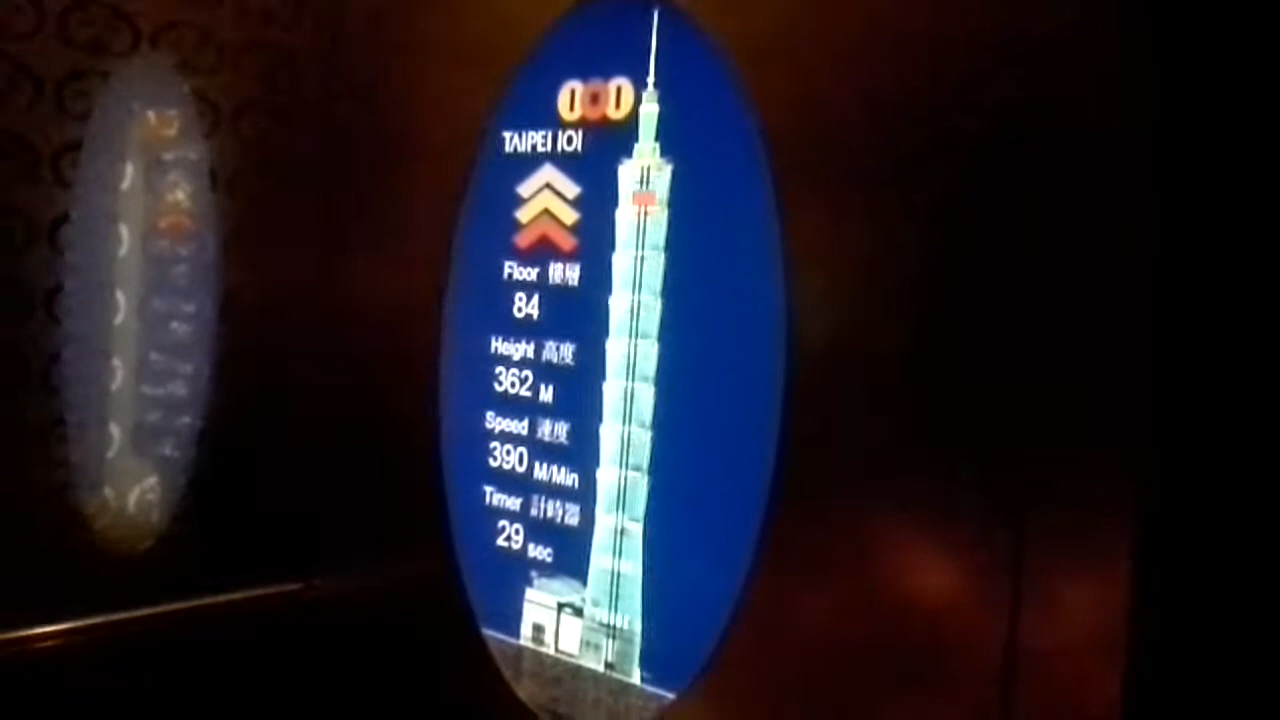 TAIPEI 101
Floor 樓層
84
Height 高度
362 M
Speed 速度
390 M/Min
Timer 計時器
29 sec